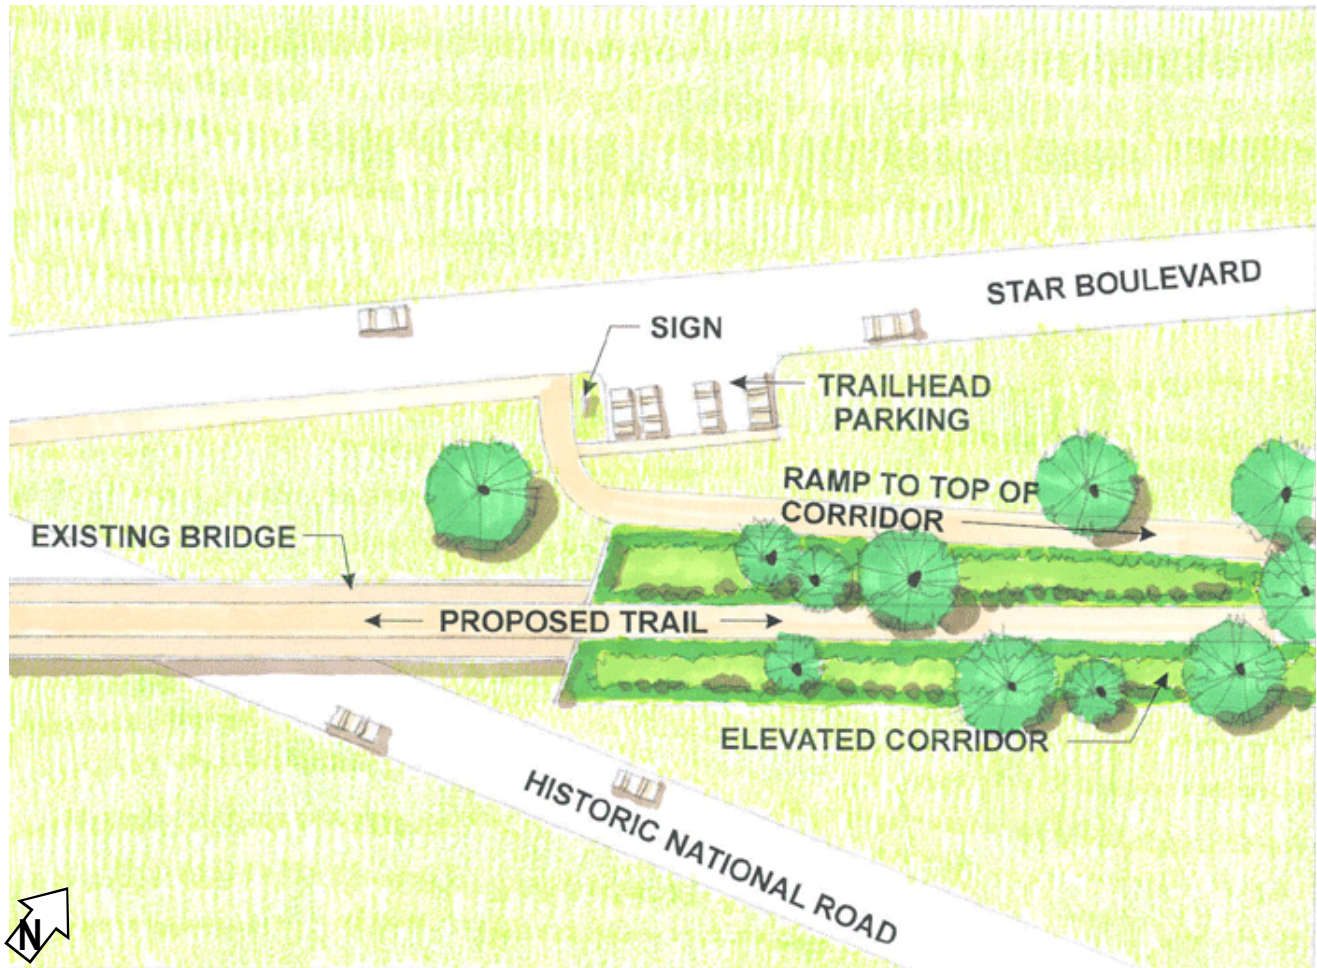 STAR BOULEVARD
SIGN
TRAILHEAD
PARKING
RAMP TO TOP OF
CORRIDOR
EXISTING BRIDGE
PROPOSED TRAIL
ELEVATED CORRIDOR
HISTORIC NATIONAL ROAD
N